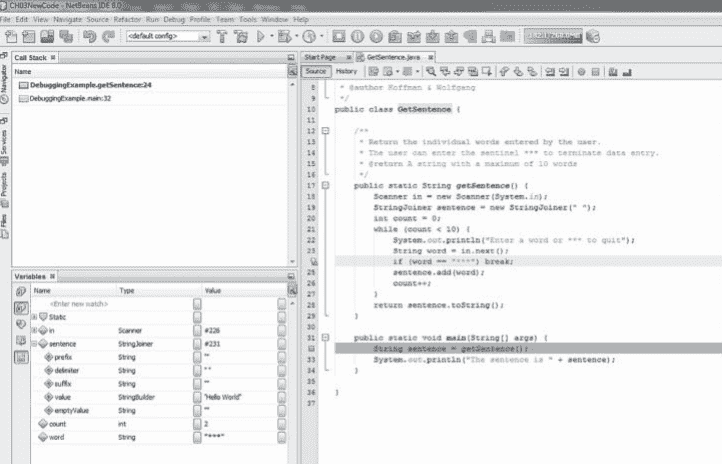 CH03NewCode - NetBeans IDE 8.0
File Edit View Navigate Source Refactor Run Debug Profile Team Tools Window Help
<default config>
Call Stack
Name
DebuggingExample.getSentence:24
DebuggingExample.main:32
Navigator
Services
Projects
Files
Variables
Name Type Value
<Enter new watch>
Static
in Scanner #226
sentence StringJoiner #231
prefix String ""
delimiter String " "
suffix String ""
value StringBuilder "Hello World"
emptyValue String ""
count int 2
word String "***"
Start Page GetSentence.java
Source History
8 * @author Koffman & Wolfgang
9 */
10 public class GetSentence {
11
12 /**
13 * Return the individual words entered by the user.
14 * The user can enter the sentinel *** to terminate data entry.
15 * @return A string with a maximum of 10 words
16 */
17 public static String getSentence() {
18 Scanner in = new Scanner(System.in);
19 StringJoiner sentence = new StringJoiner(" ");
20 int count = 0;
21 while (count < 10) {
22 System.out.println("Enter a word or *** to quit");
23 String word = in.next();
if (word == "***") break;
25 sentence.add(word);
26 count++;
27 }
28 return sentence.toString();
29 }
30
31 public static void main(String[] args) {
String sentence = getSentence();
33 System.out.println("The sentence is " + sentence);
34 }
35
36 }
37